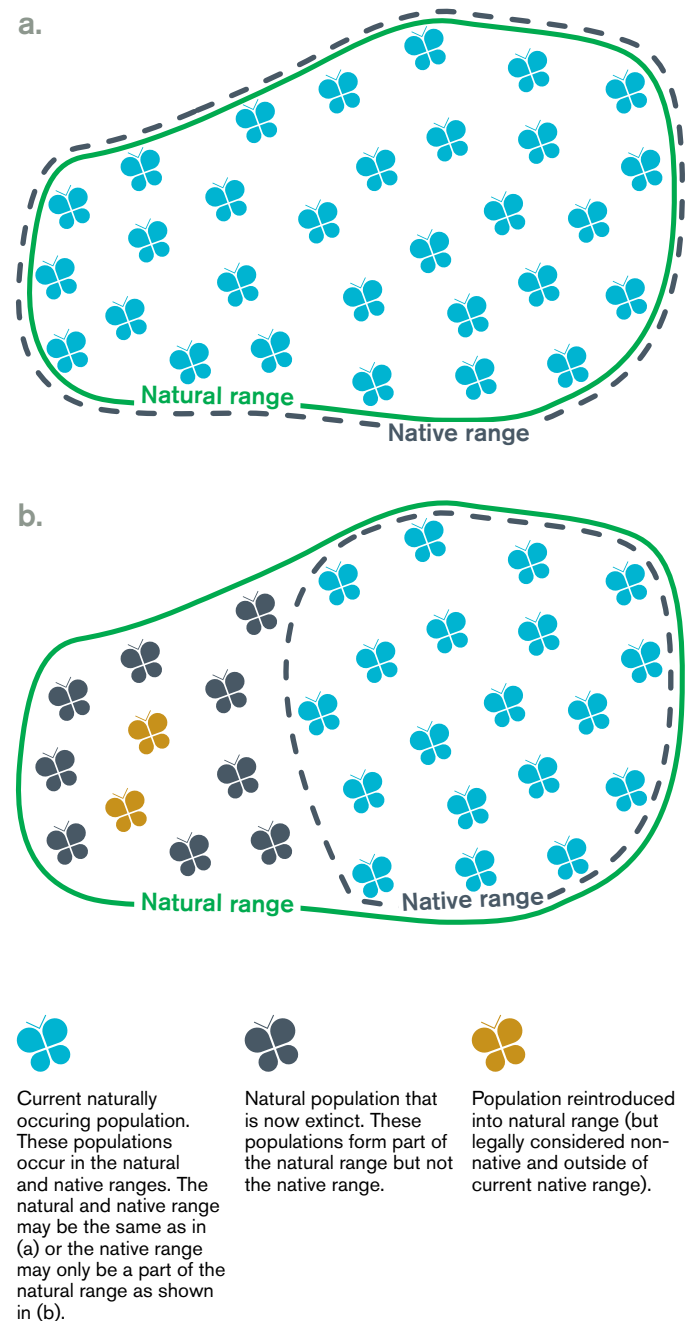 a.
Natural range
Native range
b.
Natural range
Native range
Current naturally
occuring population.
These populations
occur in the natural
and native ranges. The
natural and native range
may be the same as in
(a) or the native range
may only be a part of the
natural range as shown
in (b).
Natural population that
is now extinct. These
populations form part of
the natural range but not
the native range.
Population reintroduced
into natural range (but
legally considered non-
native and outside of
current native range).